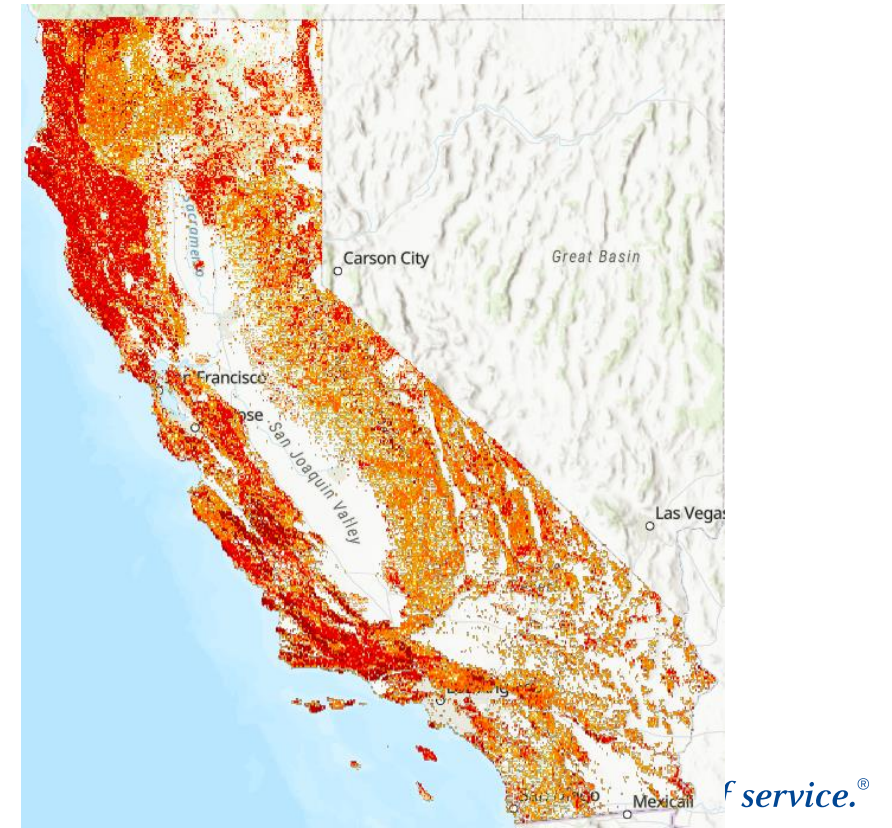 Sacramento
Carson City
Great Basin
San Francisco
San Joaquin Valley
Las Vegas
Mexicali
service.®